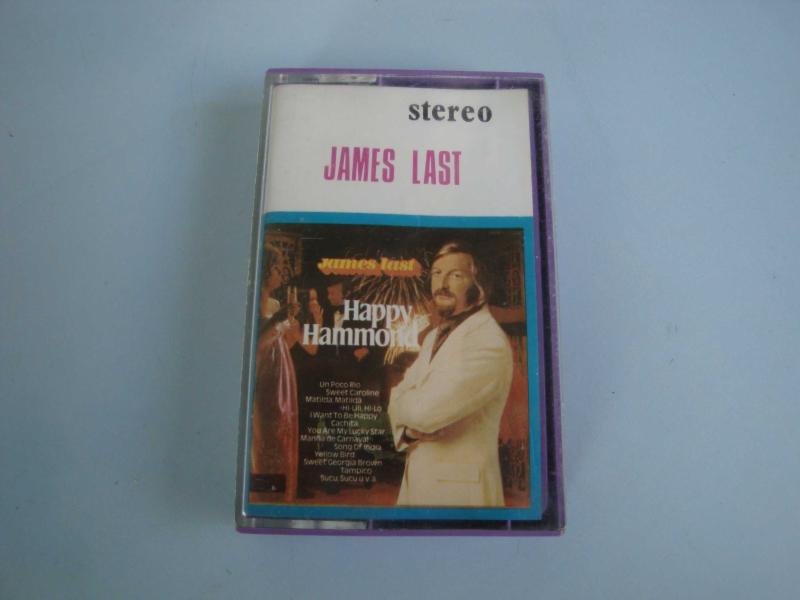 stereo
JAMES LAST
james last
Happy
Hammond
Un Poco Rio
Sweet Caroline
Matilda, Matilda
Hi-Lili, Hi-Lo
I Want To Be Happy
Cachita
You Are My Lucky Star
Manha de Carnaval
Song Of India
Yellow Bird
Sweet Georgia Brown
Tampico
Sucu, Sucu u.v.a.